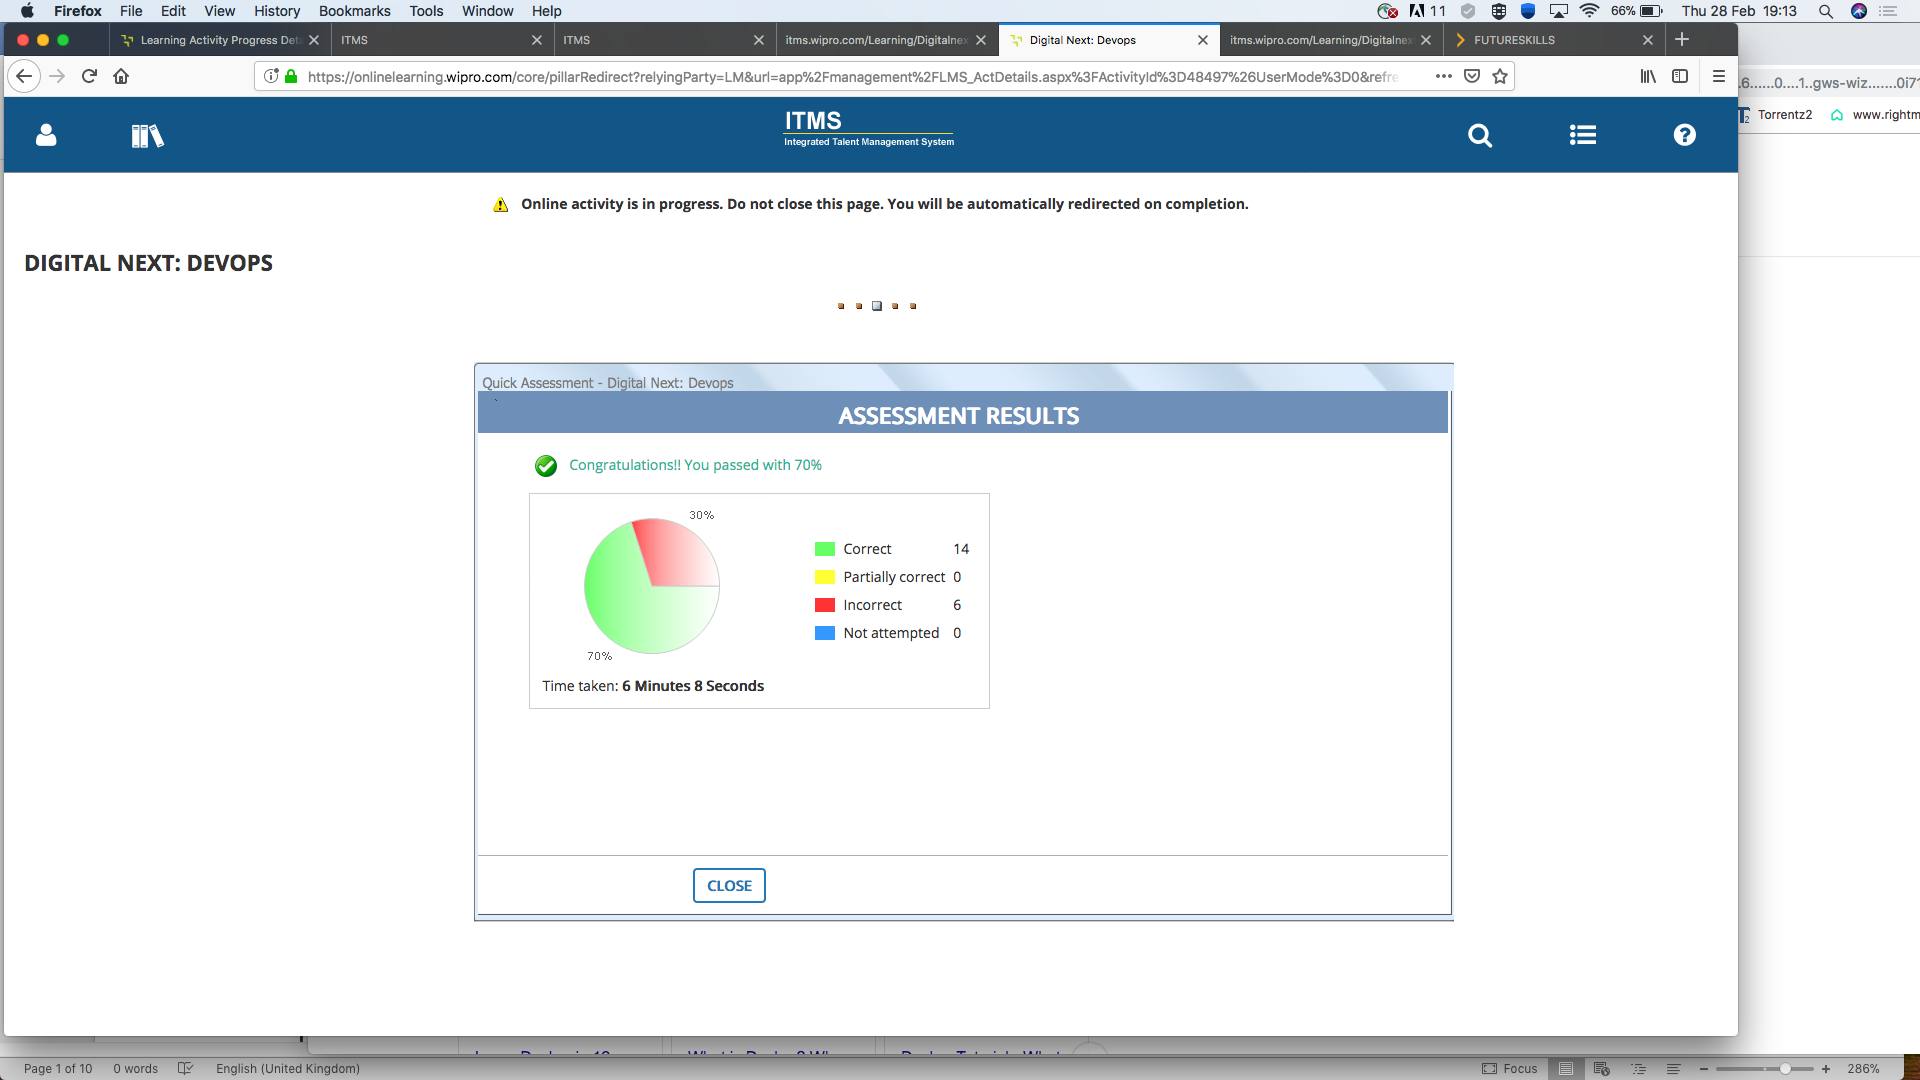 Firefox File Edit View History Bookmarks Tools Window Help 11 66% Thu 28 Feb 19:13
Learning Activity Progress Det ITMS ITMS itms.wipro.com/Learning/Digitalnex Digital Next: Devops itms.wipro.com/Learning/Digitalnex FUTURESKILLS
https://onlinelearning.wipro.com/core/pillarRedirect?relyingParty=LM&url=app%2Fmanagement%2FLMS_ActDetails.aspx%3FActivityId%3D48497%26UserMode%3D0&refre
.6......0....1..gws-wiz.......0i71
Torrentz2 www.rightm
ITMS
Integrated Talent Management System
Online activity is in progress. Do not close this page. You will be automatically redirected on completion.
DIGITAL NEXT: DEVOPS
Quick Assessment - Digital Next: Devops
ASSESSMENT RESULTS
Congratulations!! You passed with 70%
30%
70%
Correct 14
Partially correct 0
Incorrect 6
Not attempted 0
Time taken: 6 Minutes 8 Seconds
CLOSE
Page 1 of 10 0 words English (United Kingdom) Focus 286%